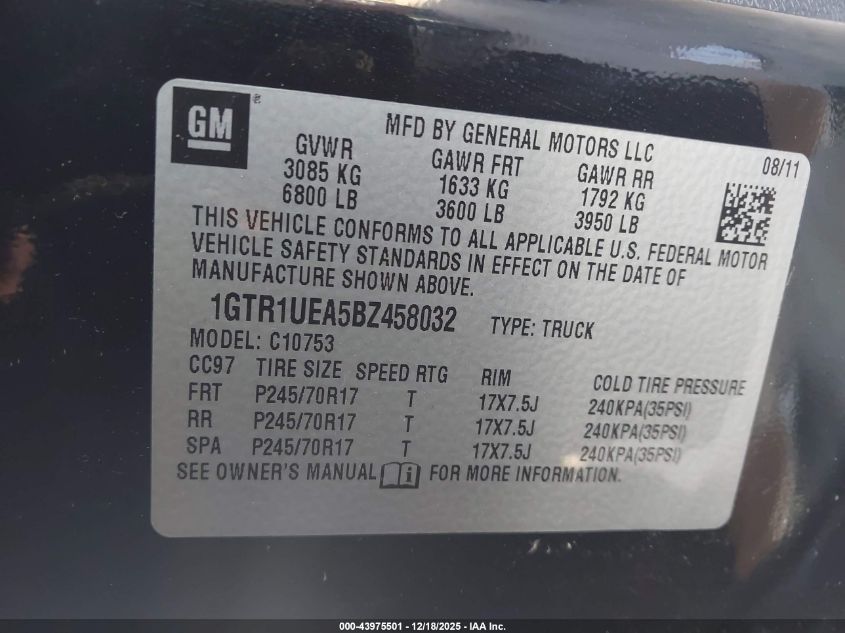 GM ®
MFD BY GENERAL MOTORS LLC
08/11
GVWR GAWR FRT GAWR RR
3085 KG 1633 KG 1792 KG
6800 LB 3600 LB 3950 LB
THIS VEHICLE CONFORMS TO ALL APPLICABLE U.S. FEDERAL MOTOR
VEHICLE SAFETY STANDARDS IN EFFECT ON THE DATE OF
MANUFACTURE SHOWN ABOVE.
1GTR1UEA5BZ458032 TYPE: TRUCK
MODEL: C10753
CC97 TIRE SIZE SPEED RTG RIM COLD TIRE PRESSURE
FRT P245/70R17 T 17X7.5J 240KPA(35PSI)
RR P245/70R17 T 17X7.5J 240KPA(35PSI)
SPA P245/70R17 T 17X7.5J 240KPA(35PSI)
SEE OWNER'S MANUAL FOR MORE INFORMATION.
000-43975501 - 12/18/2025 - IAA Inc.